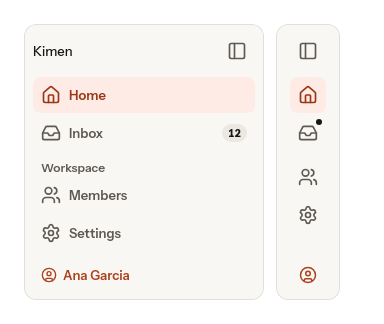 Kimen
Home
Inbox 12
Workspace
Members
Settings
Ana Garcia